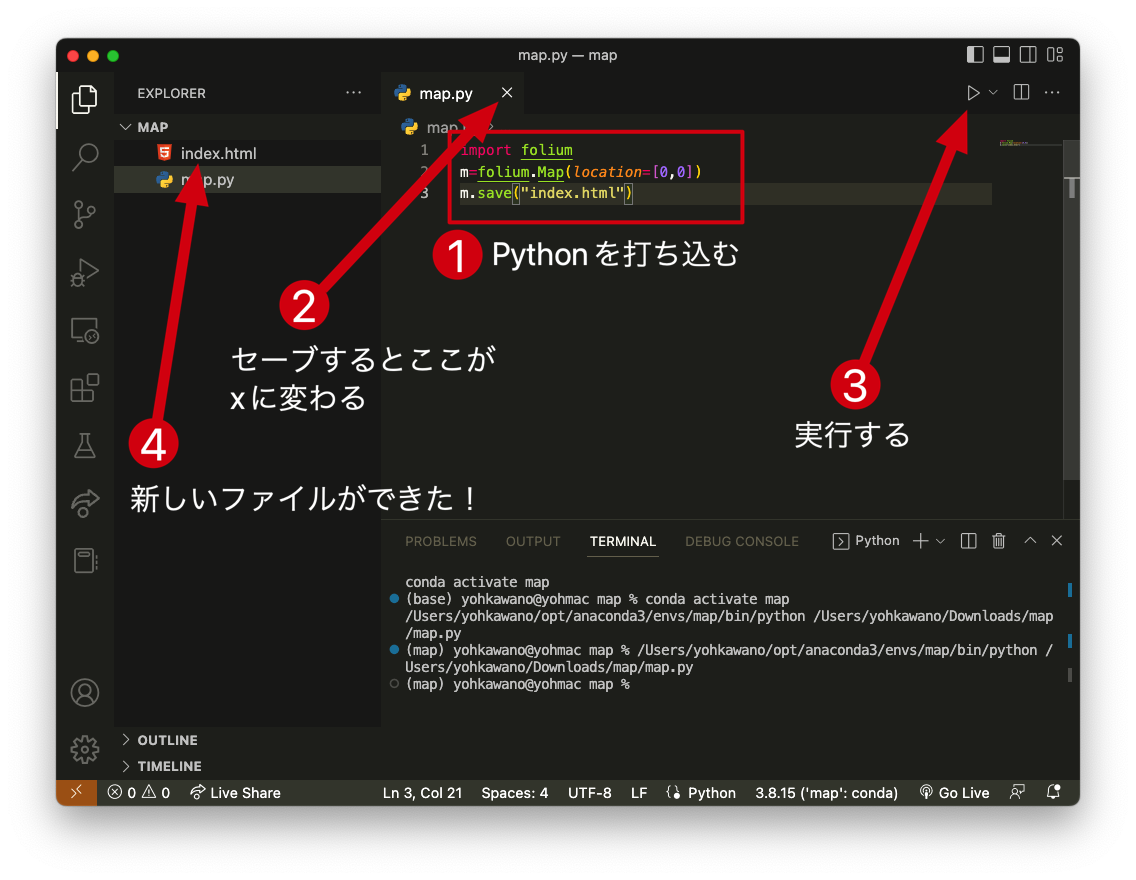 map.py — map
EXPLORER
MAP
index.html
map.py
OUTLINE
TIMELINE
map.py
map
1 import folium
2 m=folium.Map(location=[0,0])
3 m.save("index.html")
1 Pythonを打ち込む
2
セーブするとここが
xに変わる
3
実行する
4
新しいファイルができた！
PROBLEMS OUTPUT TERMINAL DEBUG CONSOLE Python
conda activate map
(base) yohkawano@yohmac map % conda activate map
/Users/yohkawano/opt/anaconda3/envs/map/bin/python /Users/yohkawano/Downloads/map
/map.py
(map) yohkawano@yohmac map % /Users/yohkawano/opt/anaconda3/envs/map/bin/python /
Users/yohkawano/Downloads/map/map.py
(map) yohkawano@yohmac map %
0 0 Live Share Ln 3, Col 21 Spaces: 4 UTF-8 LF Python 3.8.15 ('map': conda) Go Live